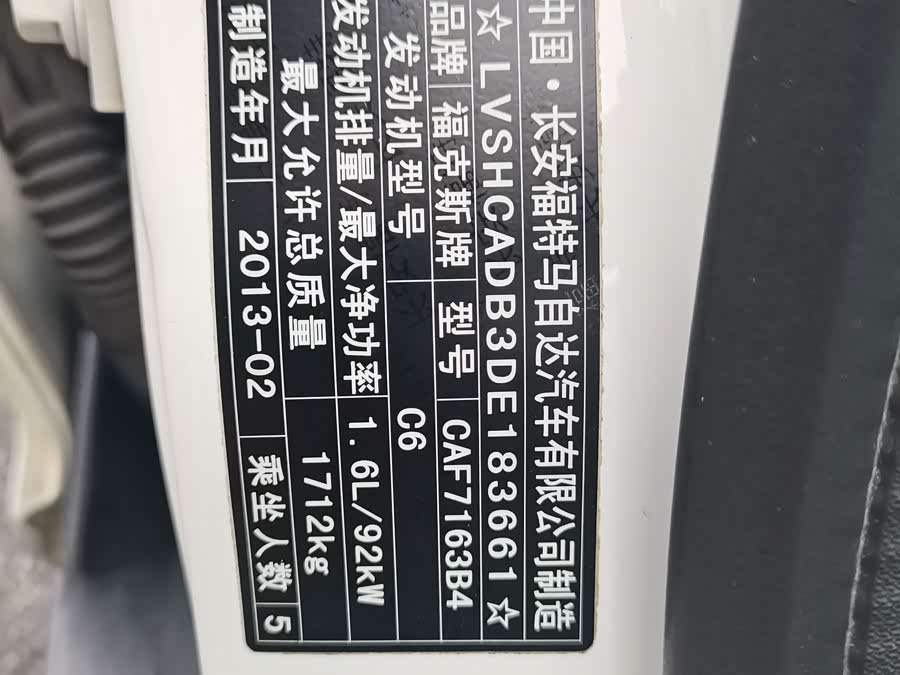 中国·长安福特马自达汽车有限公司制造
☆LVSHCADB3DE183661☆
品牌 福克斯牌 型号 CAF7163B4
发动机型号 C6
发动机排量/最大净功率 1.6L/92kW
最大允许总质量 1712kg
制造年月 2013-02 乘坐人数 5